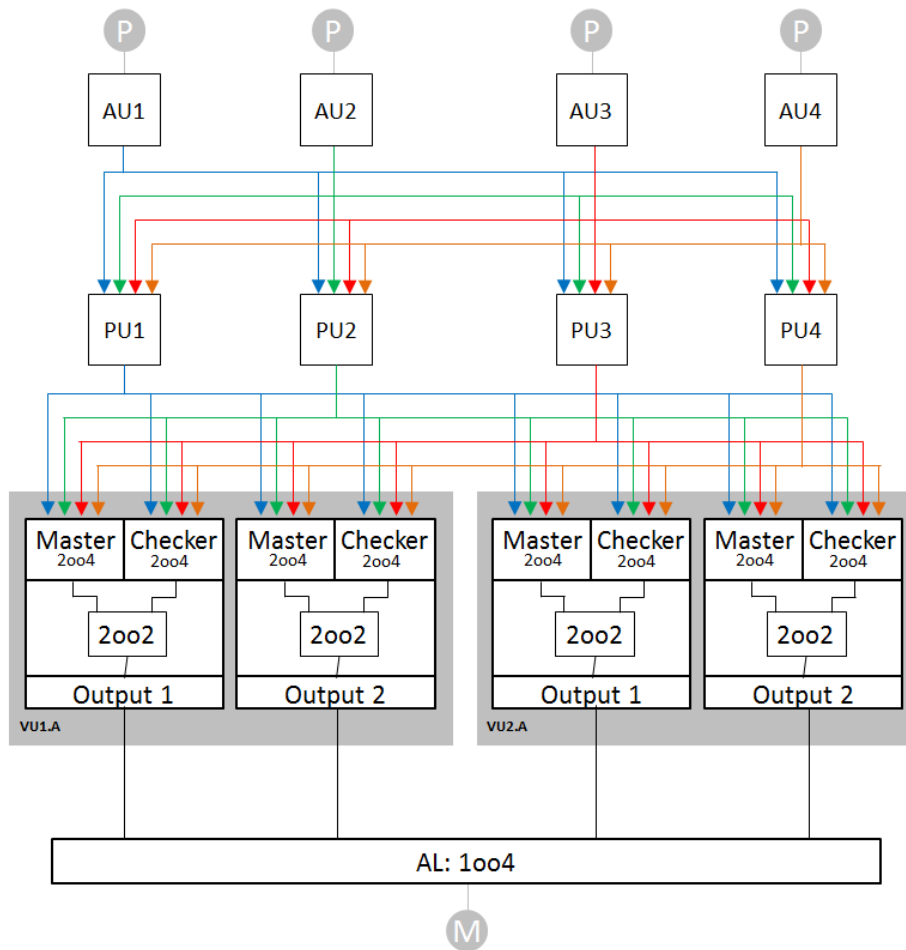 P P P P
AU1 AU2 AU3 AU4
PU1 PU2 PU3 PU4
Master Checker Master Checker Master Checker Master Checker
2oo4 2oo4 2oo4 2oo4 2oo4 2oo4 2oo4 2oo4
2oo2 2oo2 2oo2 2oo2
Output 1 Output 2 Output 1 Output 2
VU1.A VU2.A
AL: 1oo4
M